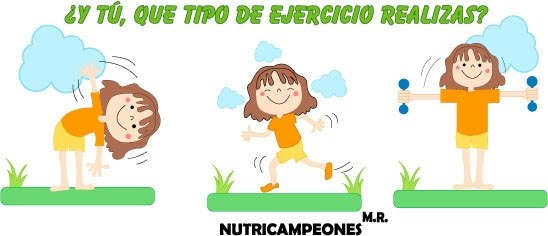 ¿Y TÚ, QUE TIPO DE EJERCICIO REALIZAS?
NUTRICAMPEONES M.R.